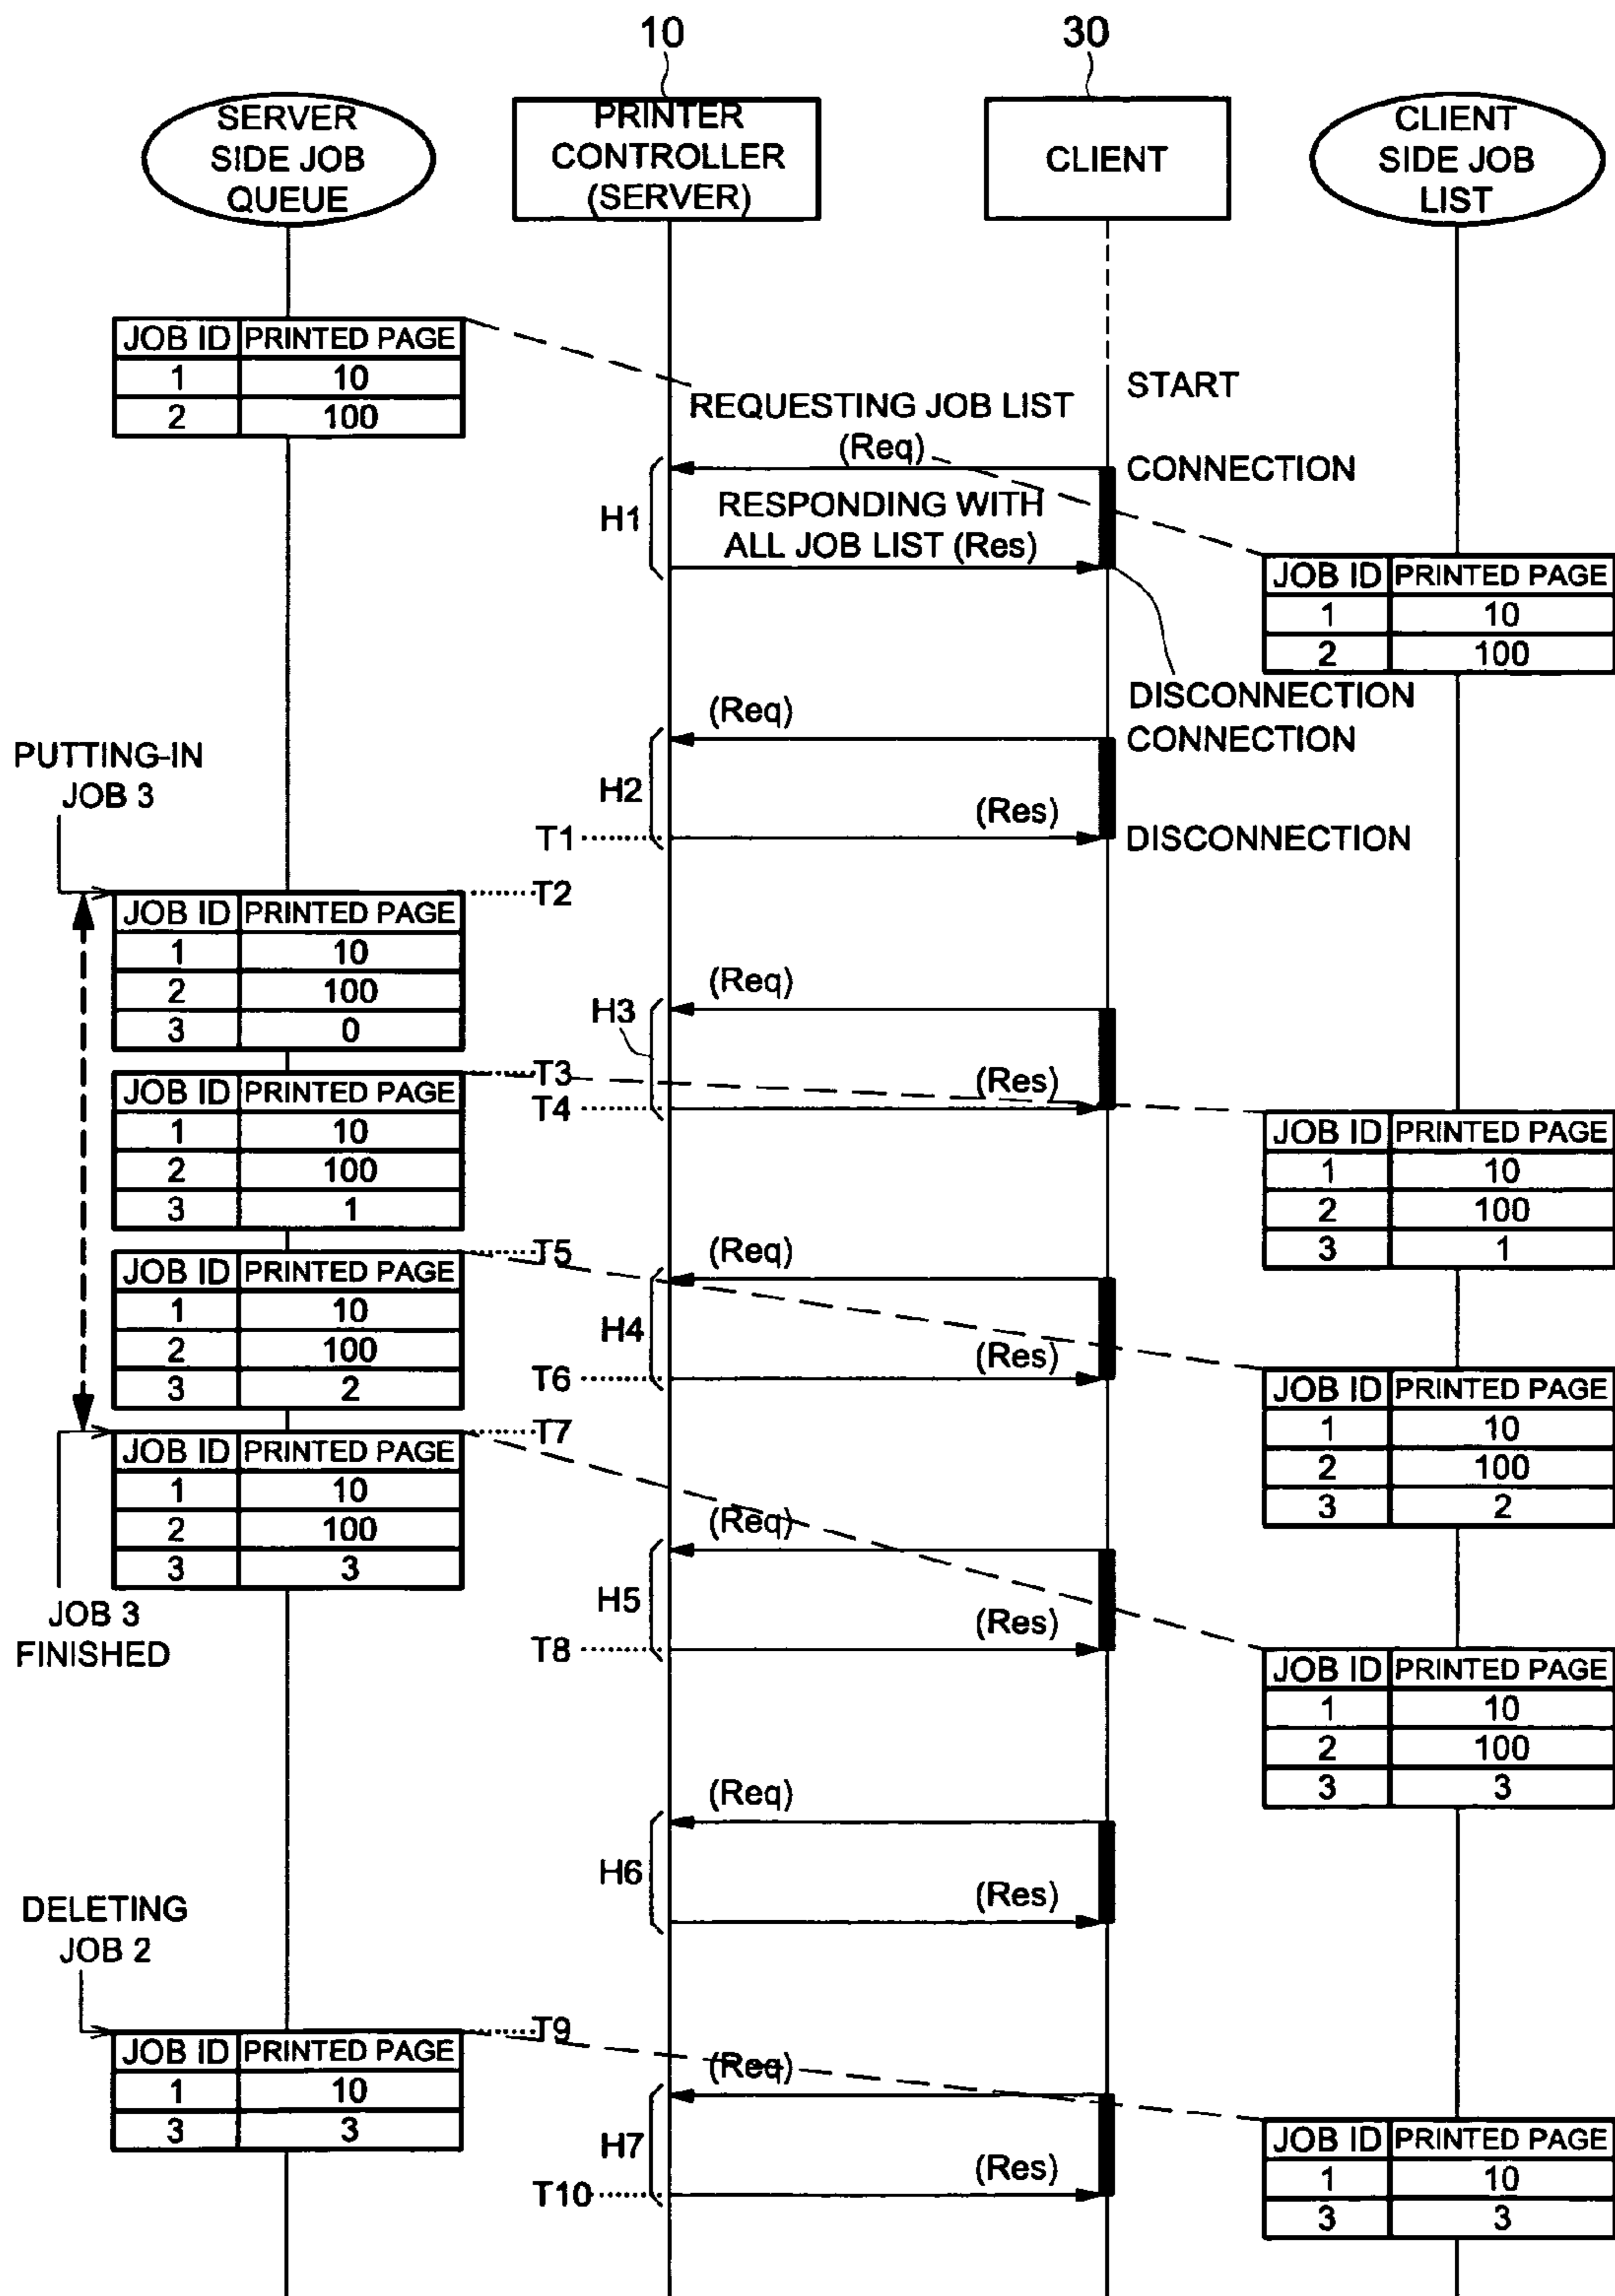 10
30
SERVER
SIDE JOB
QUEUE
PRINTER
CONTROLLER
(SERVER)
CLIENT
CLIENT
SIDE JOB
LIST
JOB ID PRINTED PAGE
1 10
2 100
START
REQUESTING JOB LIST
(Req)
CONNECTION
H1
RESPONDING WITH
ALL JOB LIST (Res)
JOB ID PRINTED PAGE
1 10
2 100
DISCONNECTION
(Req)
CONNECTION
PUTTING-IN
JOB 3
H2
(Res)
T1
DISCONNECTION
T2
JOB ID PRINTED PAGE
1 10
2 100
3 0
(Req)
H3
T3
(Res)
JOB ID PRINTED PAGE
1 10
2 100
3 1
T4
JOB ID PRINTED PAGE
1 10
2 100
3 1
T5
(Req)
JOB ID PRINTED PAGE
1 10
2 100
3 2
H4
(Res)
T6
JOB ID PRINTED PAGE
1 10
2 100
3 2
T7
JOB ID PRINTED PAGE
1 10
2 100
3 3
(Req)
H5
JOB 3
FINISHED
(Res)
T8
JOB ID PRINTED PAGE
1 10
2 100
3 3
(Req)
H6
(Res)
DELETING
JOB 2
T9
JOB ID PRINTED PAGE
1 10
3 3
(Req)
H7
(Res)
T10
JOB ID PRINTED PAGE
1 10
3 3